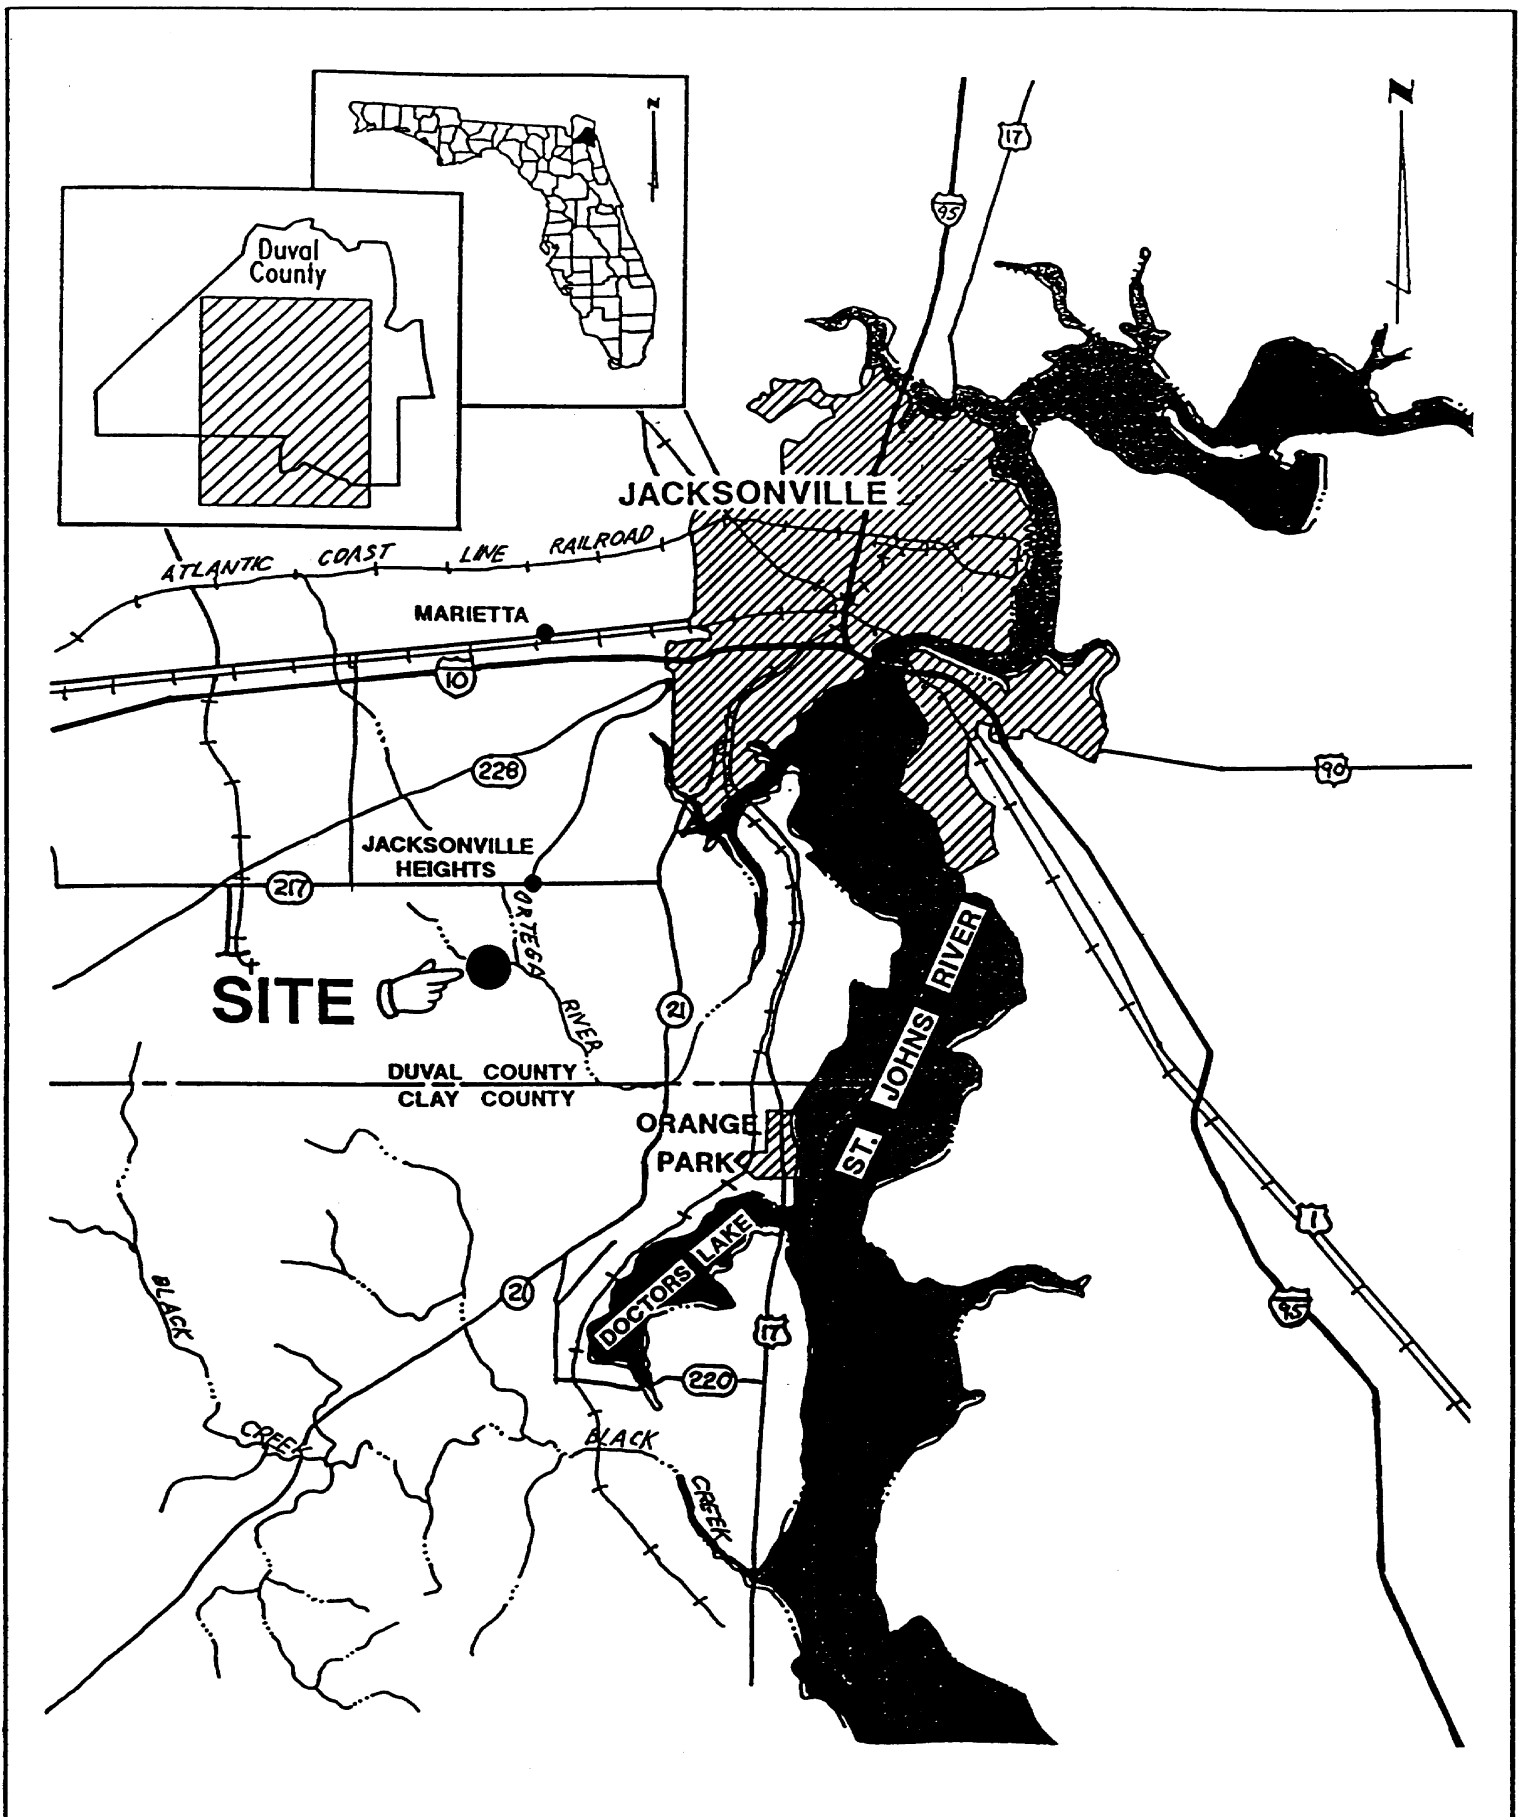 N
N
17
95
Duval
County
JACKSONVILLE
ATLANTIC COAST LINE RAILROAD
MARIETTA
10
228
90
JACKSONVILLE
HEIGHTS
217
ORTEGA RIVER
SITE
21
ST. JOHNS RIVER
DUVAL COUNTY
CLAY COUNTY
ORANGE
PARK
DOCTORS LAKE
1
21
95
17
220
BLACK CREEK
BLACK CREEK